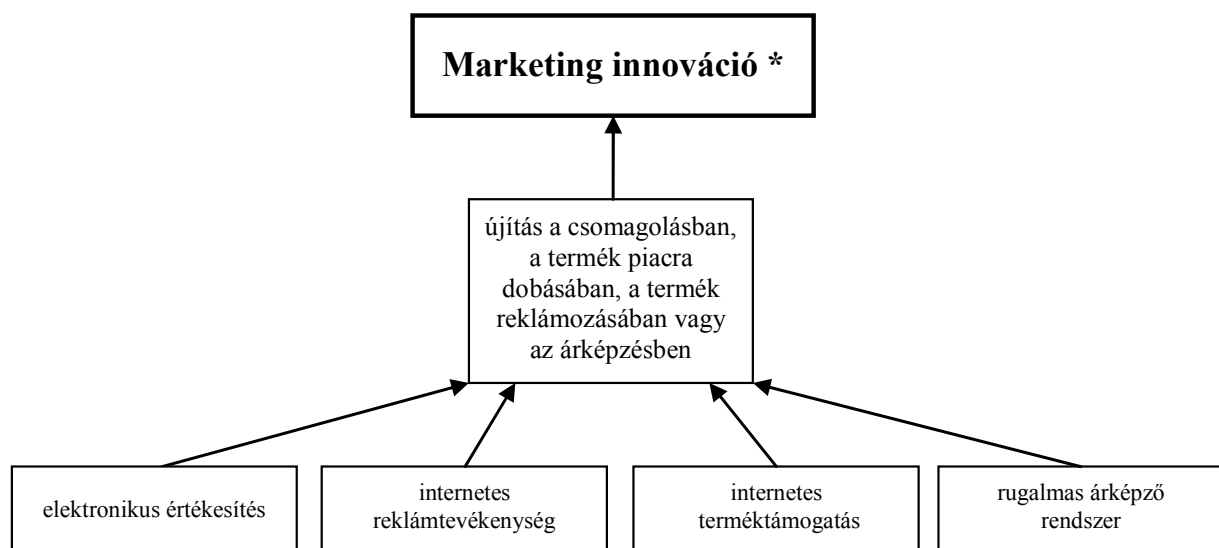 Marketing innováció *
újítás a csomagolásban,
a termék piacra
dobásában, a termék
reklámozásában vagy
az árképzésben
elektronikus értékesítés
internetes
reklámtevékenység
internetes
terméktámogatás
rugalmas árképző
rendszer